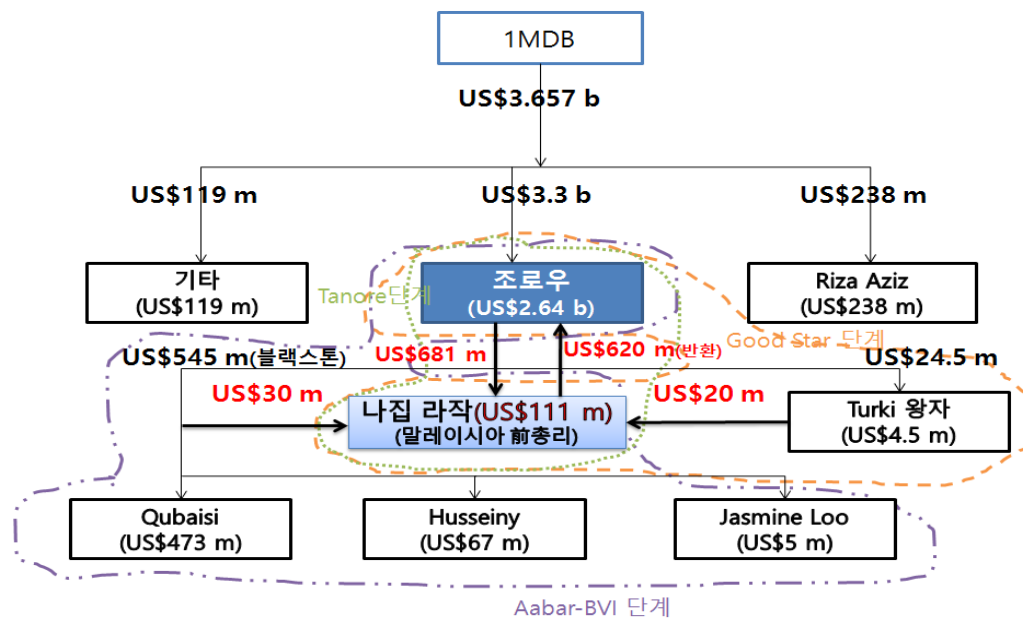 1MDB
US$3.657 b
US$119 m
US$3.3 b
US$238 m
기타
(US$119 m)
Tanore단계
조로우
(US$2.64 b)
Riza Aziz
(US$238 m)
Good Star 단계
US$545 m(블랙스톤)
US$681 m
US$620 m(반환)
US$24.5 m
US$30 m
US$20 m
나집 라작(US$111 m)
(말레이시아 前총리)
Turki 왕자
(US$4.5 m)
Qubaisi
(US$473 m)
Husseiny
(US$67 m)
Jasmine Loo
(US$5 m)
Aabar-BVI 단계